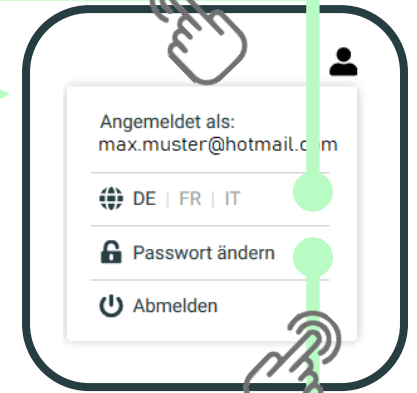 Angemeldet als:
max.muster@hotmail.com
DE | FR | IT
Passwort ändern
Abmelden